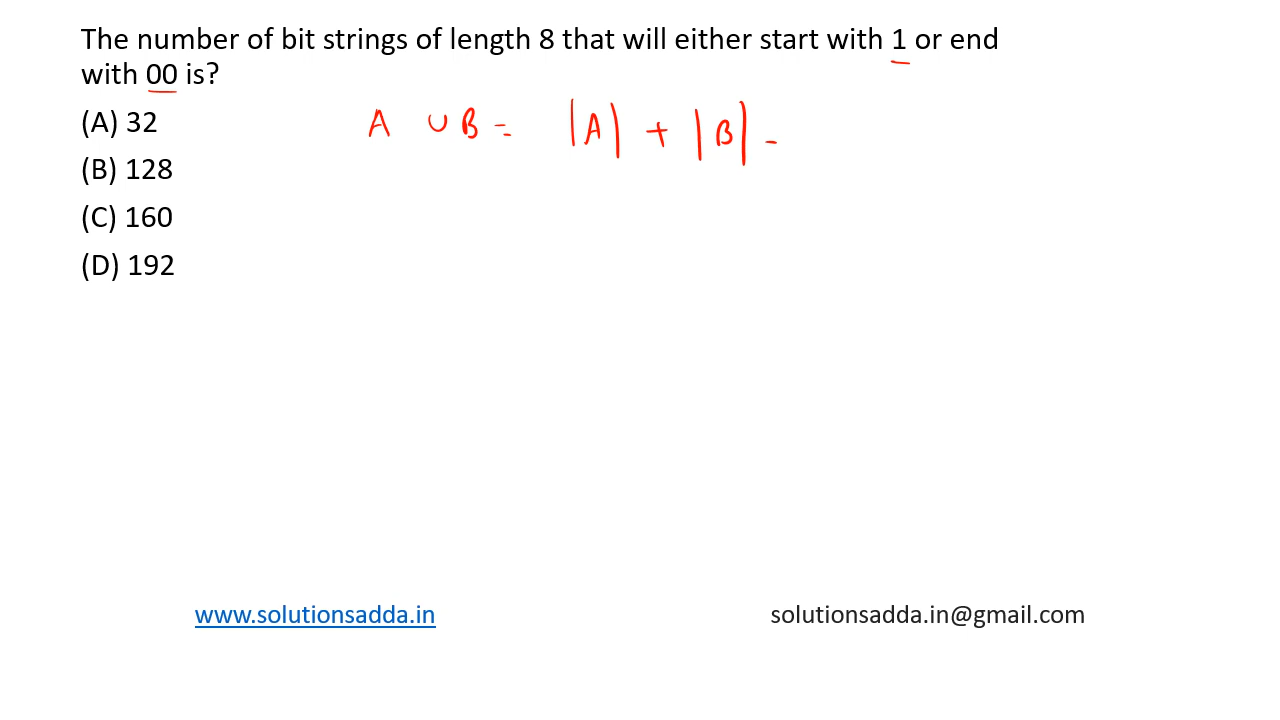 The number of bit strings of length 8 that will either start with 1 or end
with 00 is?
(A) 32
A ∪ B = |A| + |B| -
(B) 128
(C) 160
(D) 192
www.solutionsadda.in
solutionsadda.in@gmail.com